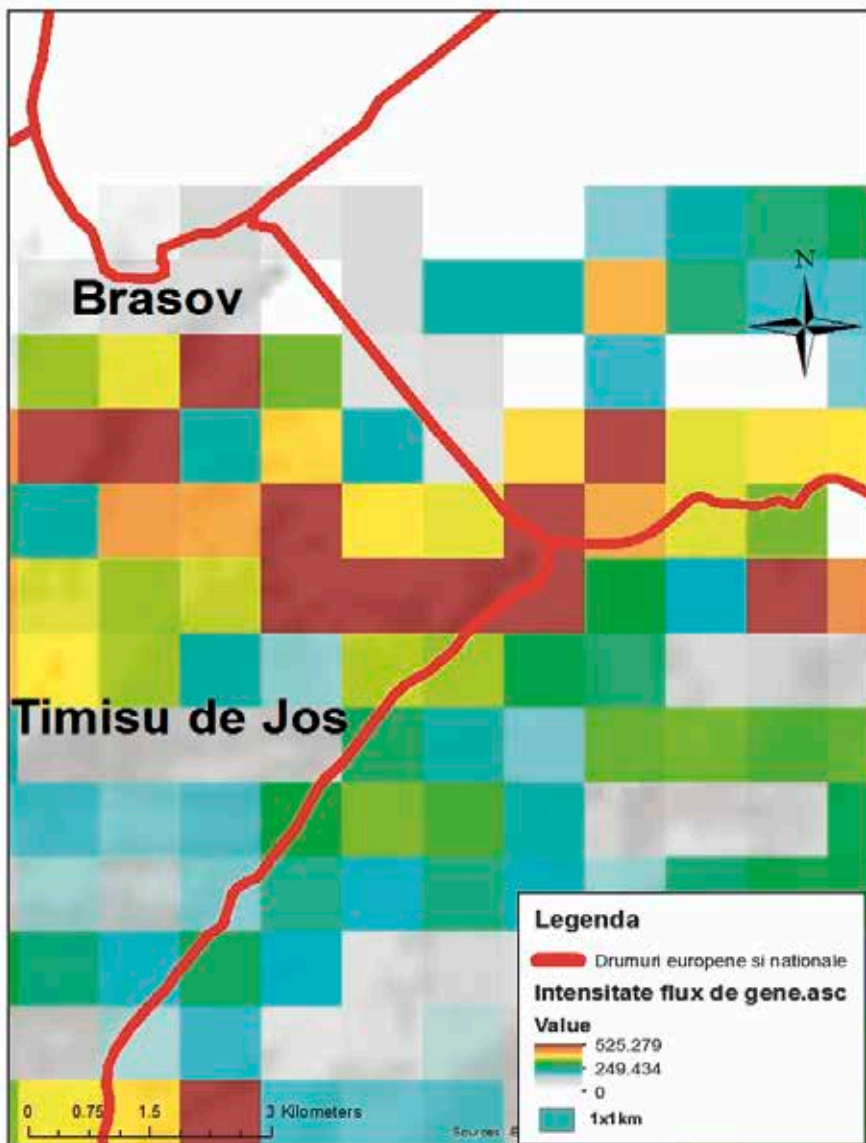 N
Brasov
Timisu de Jos
Legenda
Drumuri europene si nationale
Intensitate flux de gene.asc
Value
525.279
249.434
0
1x1km
0 0.75 1.5 3 Kilometers
Sources: